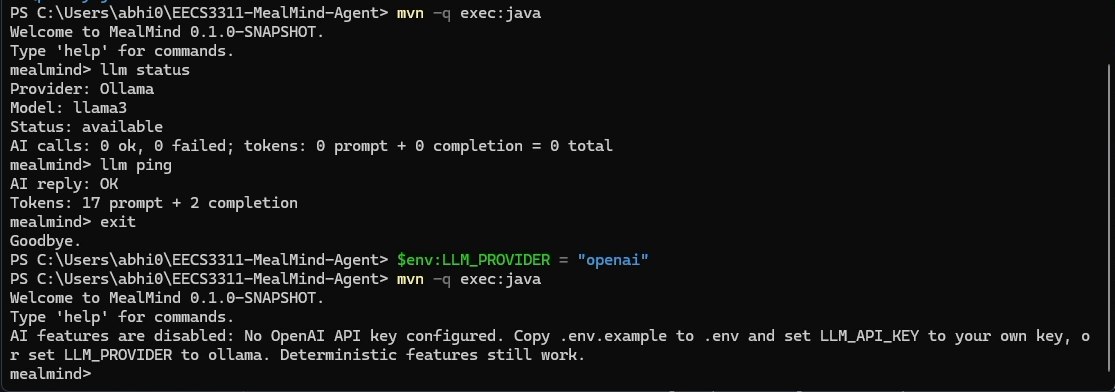 PS C:\Users\abhi0\EECS3311-MealMind-Agent> mvn -q exec:java
Welcome to MealMind 0.1.0-SNAPSHOT.
Type 'help' for commands.
mealmind> llm status
Provider: Ollama
Model: llama3
Status: available
AI calls: 0 ok, 0 failed; tokens: 0 prompt + 0 completion = 0 total
mealmind> llm ping
AI reply: OK
Tokens: 17 prompt + 2 completion
mealmind> exit
Goodbye.
PS C:\Users\abhi0\EECS3311-MealMind-Agent> $env:LLM_PROVIDER = "openai"
PS C:\Users\abhi0\EECS3311-MealMind-Agent> mvn -q exec:java
Welcome to MealMind 0.1.0-SNAPSHOT.
Type 'help' for commands.
AI features are disabled: No OpenAI API key configured. Copy .env.example to .env and set LLM_API_KEY to your own key, o
r set LLM_PROVIDER to ollama. Deterministic features still work.
mealmind>